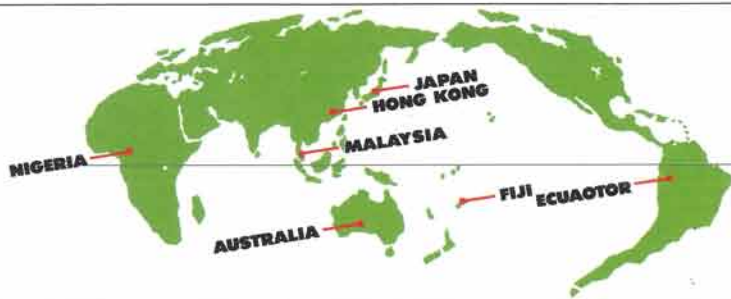 JAPAN
HONG KONG
MALAYSIA
NIGERIA
FIJI
ECUAOTOR
AUSTRALIA